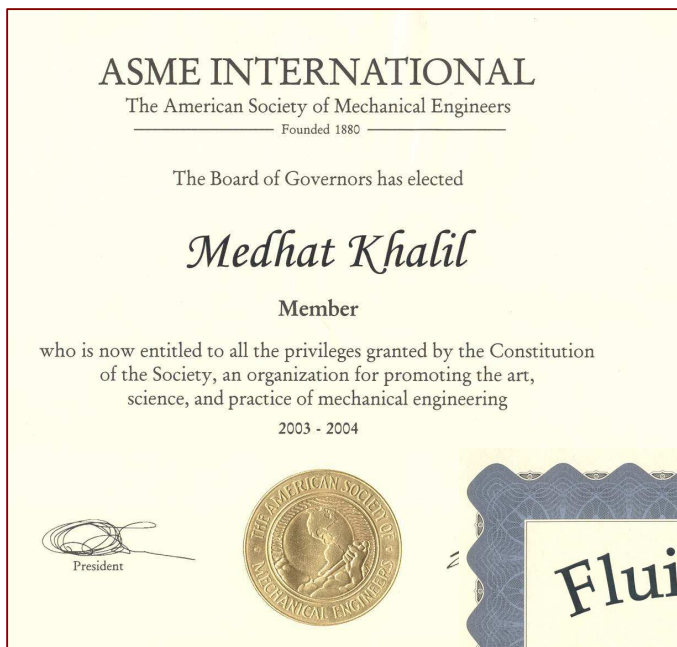 ASME INTERNATIONAL
The American Society of Mechanical Engineers
Founded 1880
The Board of Governors has elected
Medhat Khalil
Member
who is now entitled to all the privileges granted by the Constitution
of the Society, an organization for promoting the art,
science, and practice of mechanical engineering
2003 - 2004
THE AMERICAN SOCIETY OF
MECHANICAL ENGINEERS
President
Flui